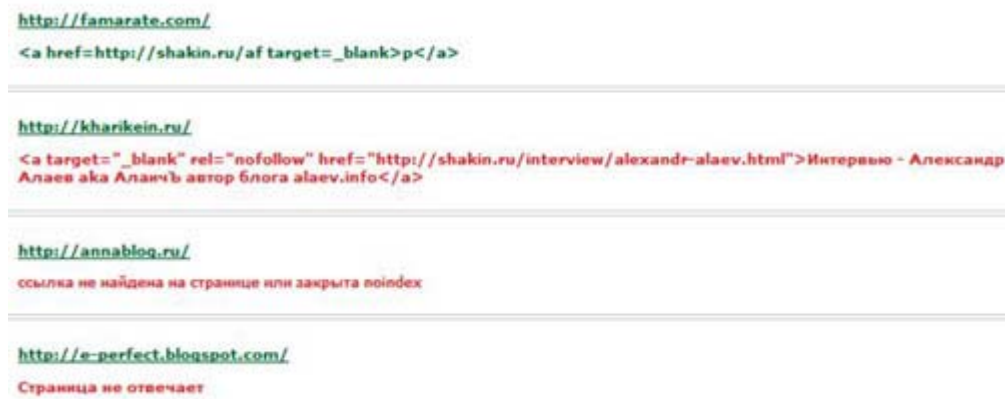 http://famarate.com/
<a href=http://shakin.ru/af target=_blank>p</a>
http://kharikein.ru/
<a target="_blank" rel="nofollow" href="http://shakin.ru/interview/alexandr-alaev.html">Интервью - Александр
Алаев aka АлаичЪ автор блога alaev.info</a>
http://annablog.ru/
ссылка не найдена на странице или закрыта noindex
http://e-perfect.blogspot.com/
Страница не отвечает